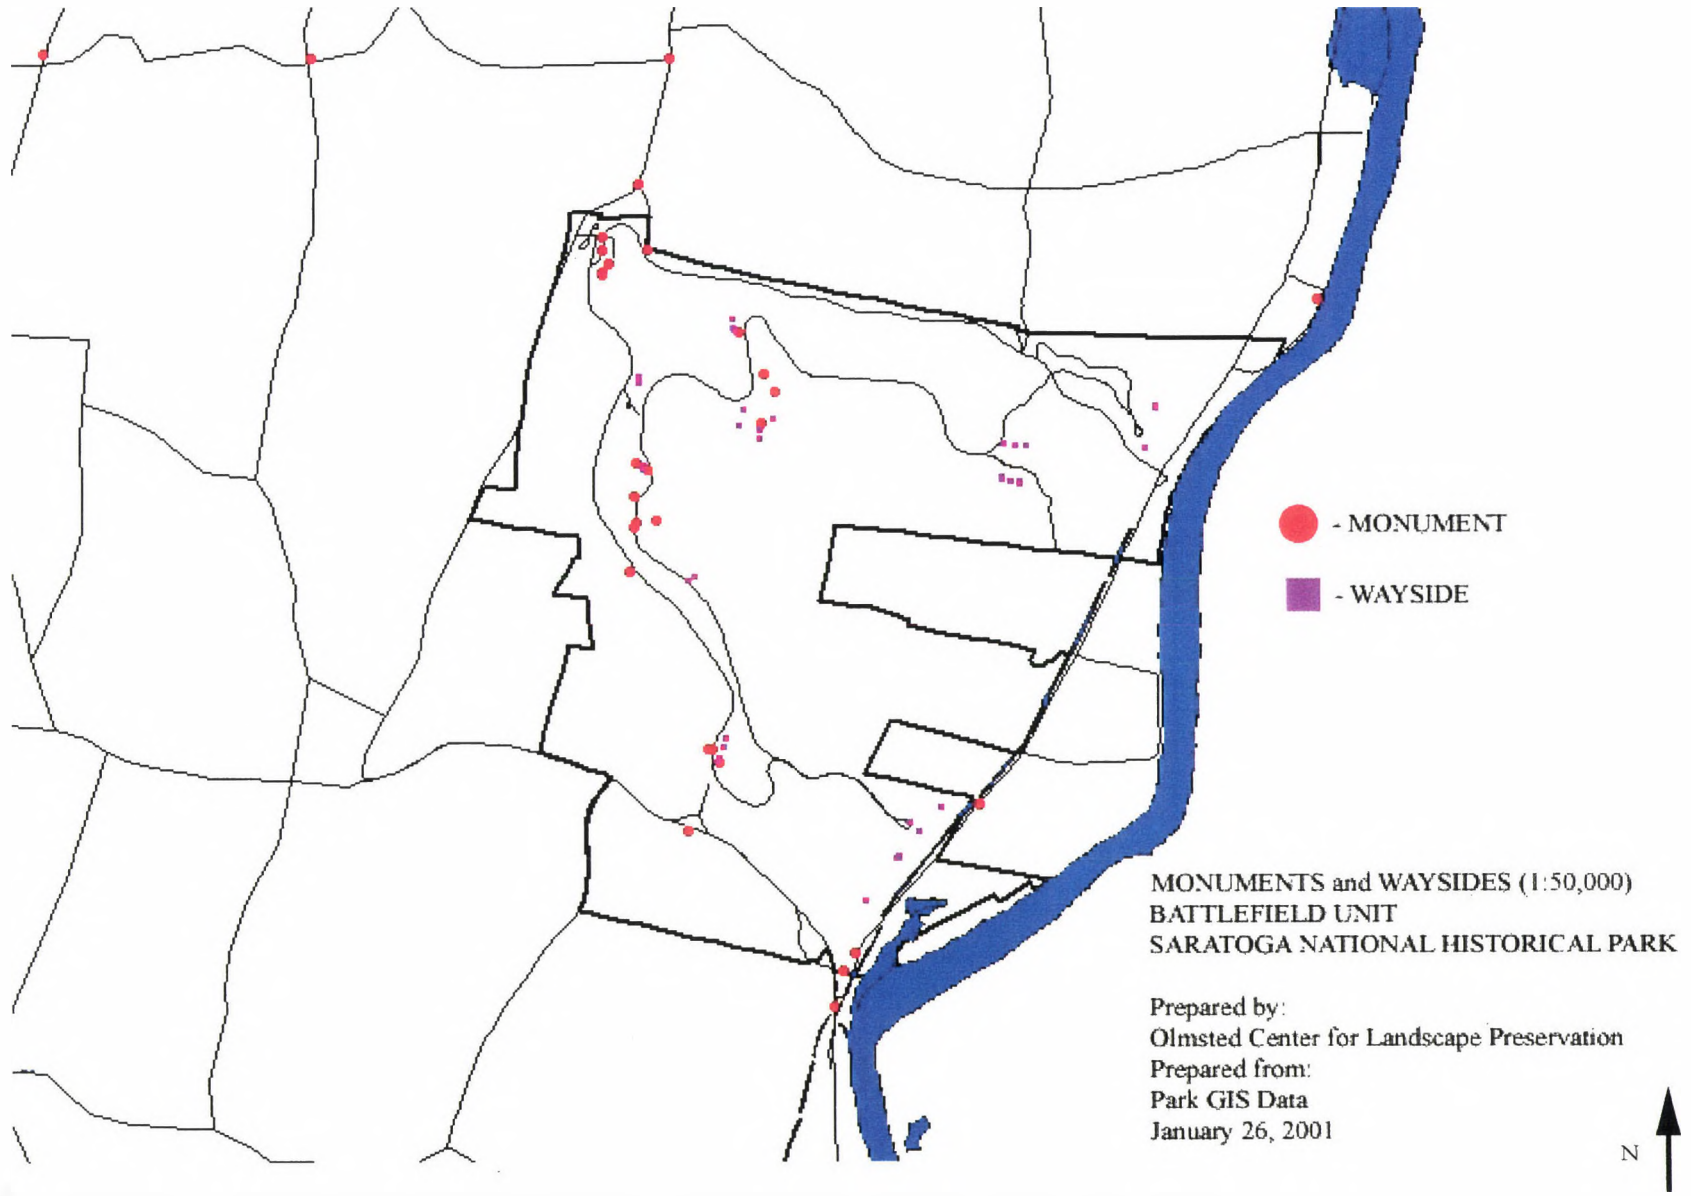 - MONUMENT
- WAYSIDE
MONUMENTS and WAYSIDES (1:50,000)
BATTLEFIELD UNIT
SARATOGA NATIONAL HISTORICAL PARK
Prepared by:
Olmsted Center for Landscape Preservation
Prepared from:
Park GIS Data
January 26, 2001
N